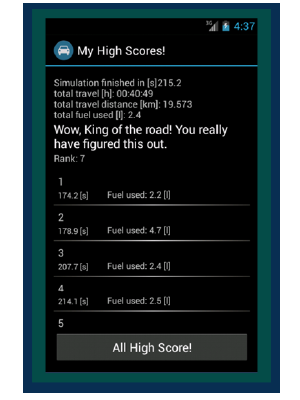 3G 4:37
My High Scores!
Simulation finished in [s]215.2
total travel [h]: 00:40:49
total travel distance [km]: 19.573
total fuel used [l]: 2.4
Wow, King of the road! You really
have figured this out.
Rank: 7
1
174.2 [s] Fuel used: 2.2 [l]
2
178.9 [s] Fuel used: 4.7 [l]
3
207.7 [s] Fuel used: 2.4 [l]
4
214.1 [s] Fuel used: 2.5 [l]
5
All High Score!